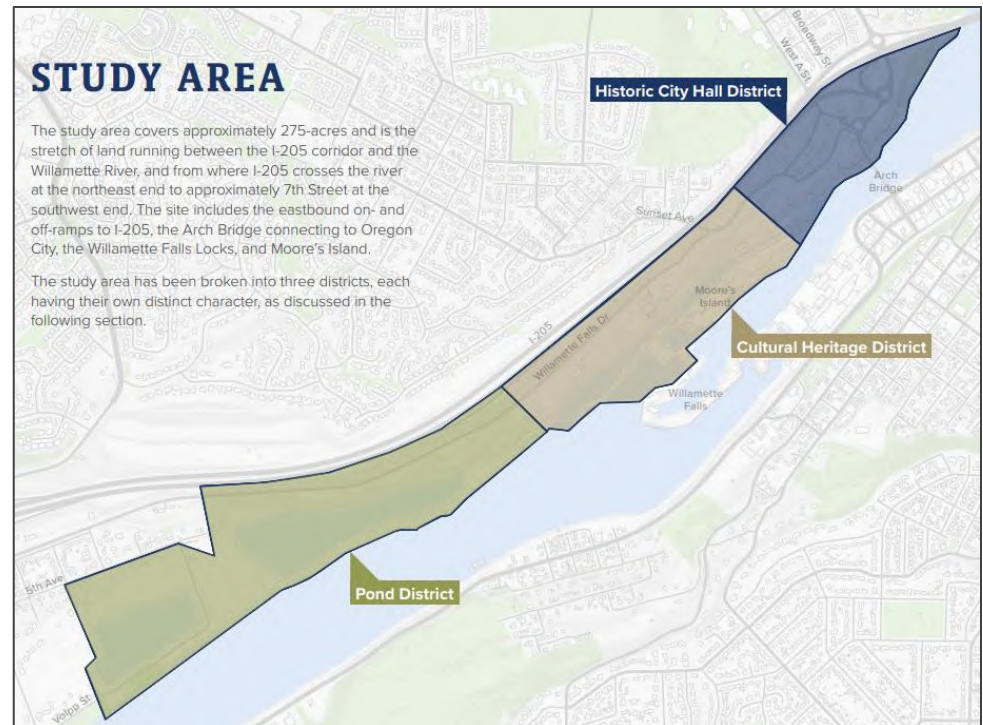 STUDY AREA
The study area covers approximately 275-acres and is the
stretch of land running between the I-205 corridor and the
Willamette River, and from where I-205 crosses the river
at the northeast end to approximately 7th Street at the
southwest end. The site includes the eastbound on- and
off-ramps to I-205, the Arch Bridge connecting to Oregon
City, the Willamette Falls Locks, and Moore's Island.
The study area has been broken into three districts, each
having their own distinct character, as discussed in the
following section.
Broadway St
West A St
Historic City Hall District
Arch
Bridge
Sunset Ave
Moore's
Island
I-205
Willamette Falls Dr
Cultural Heritage District
Willamette
Falls
5th Ave
Pond District
Volpp St